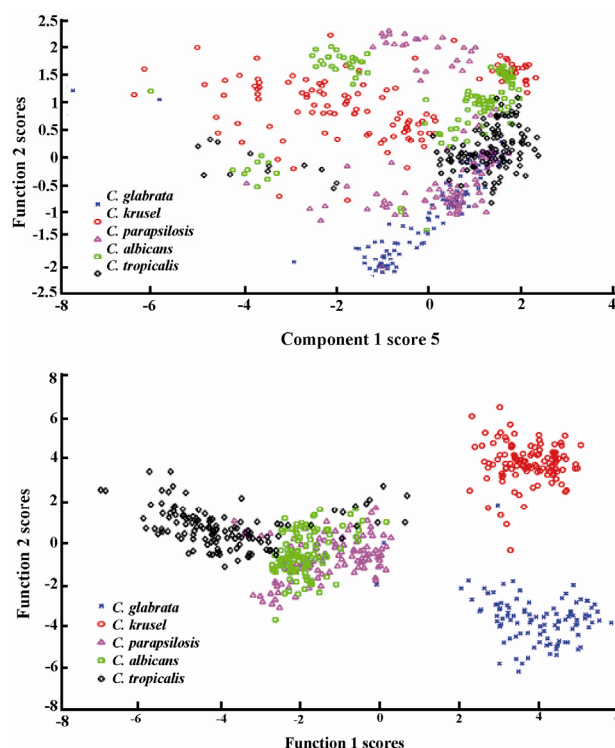 2.5
2
1.5
1
0.5
0
-0.5
-1
-1.5
-2
2.5
Function 2 scores
C. glabrata
C. krusel
C. parapsilosis
C. albicans
C. tropicalis
-8 -6 -4 -2 0 2 4
Component 1 score 5
8
6
4
2
0
-2
-4
-6
-8
Function 2 scores
C. glabrata
C. krusel
C. parapsilosis
C. albicans
C. tropicalis
-8 -6 -4 -2 0 2 4 6
Function 1 scores